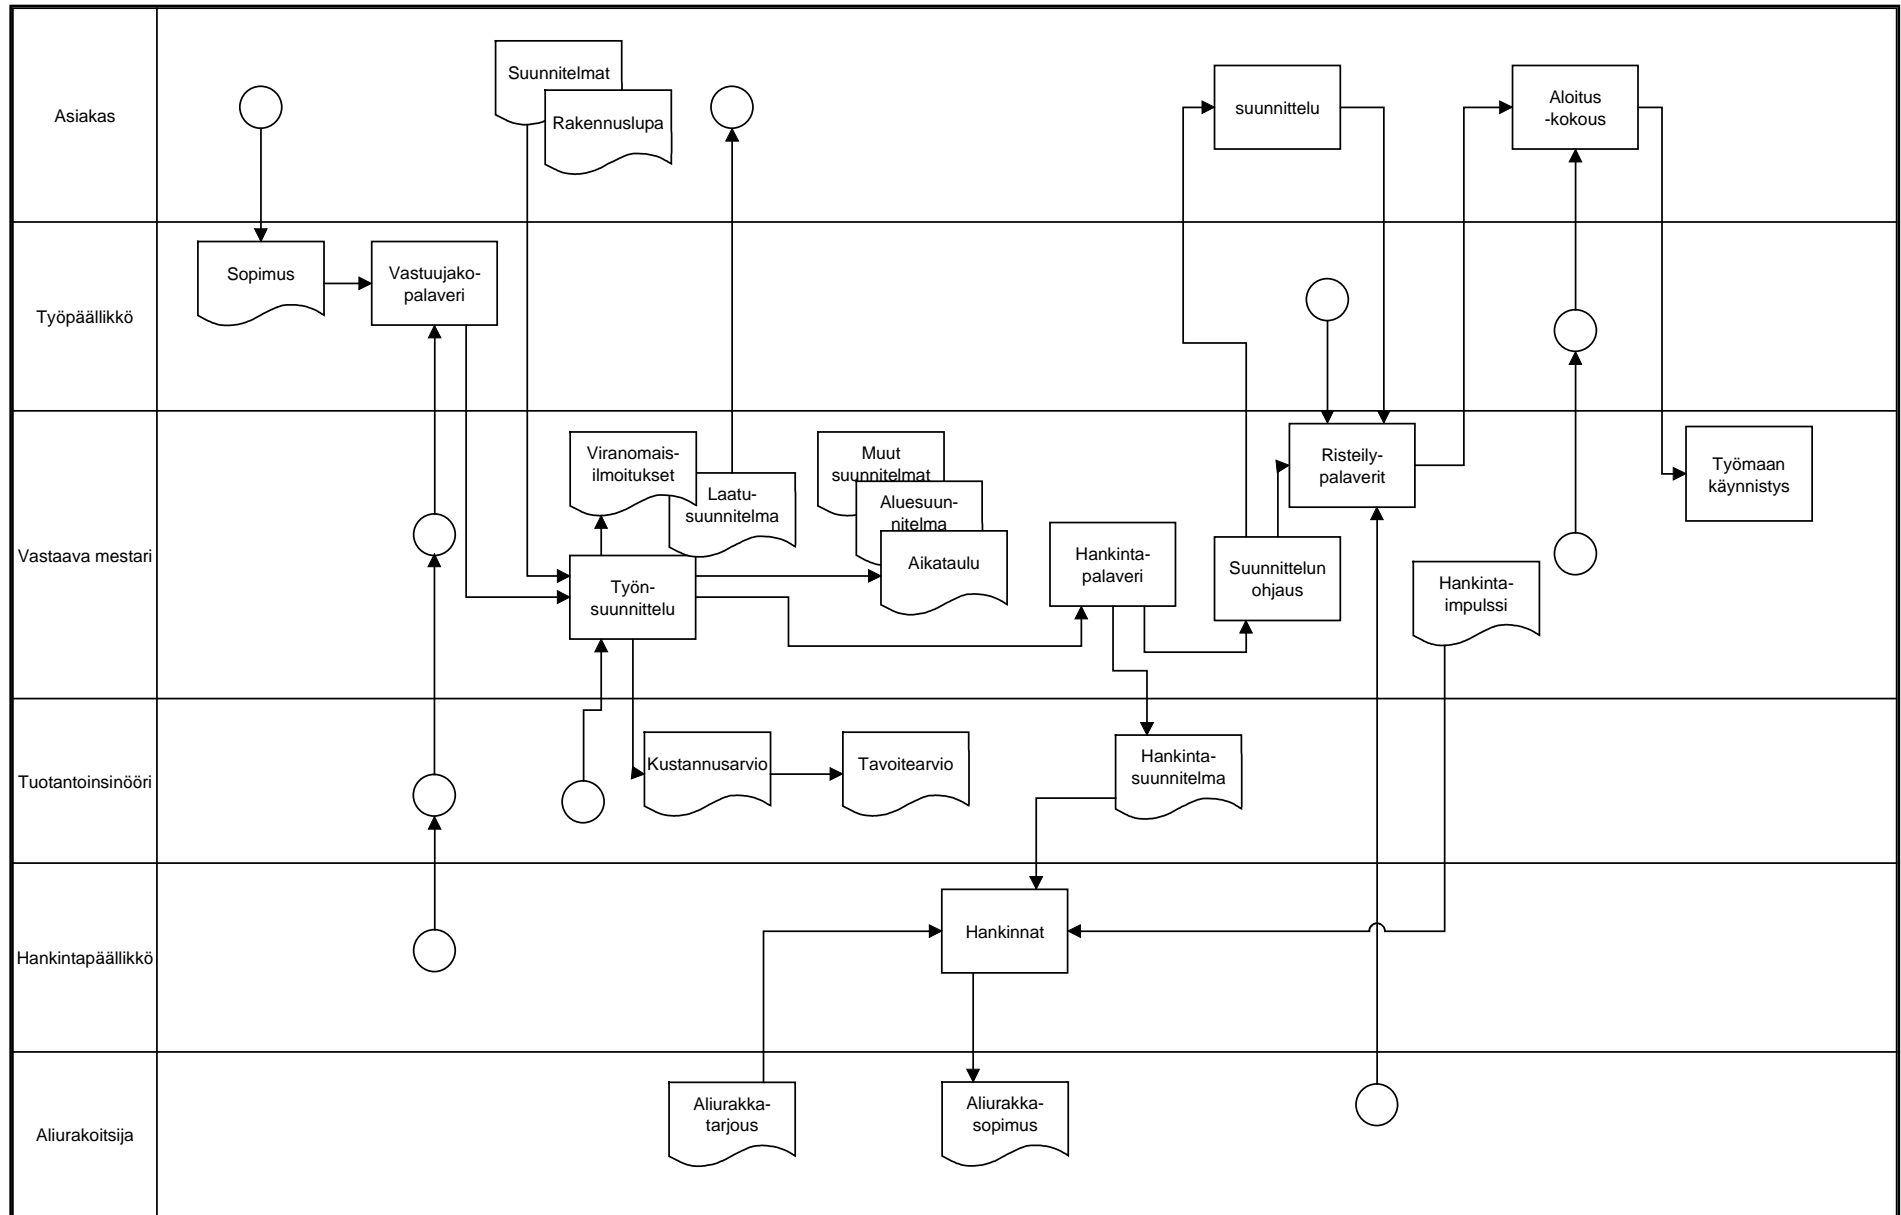 Asiakas
Suunnitelmat
Rakennuslupa
suunnittelu
Aloitus
-kokous
Työpäällikkö
Sopimus
Vastuujako-
palaveri
Vastaava mestari
Viranomais-
ilmoitukset
Laatu-
suunnitelma
Muut
suunnitelmat
Aluesuun-
nitelma
Aikataulu
Työn-
suunnittelu
Hankinta-
palaveri
Suunnittelun
ohjaus
Risteily-
palaverit
Hankinta-
impulssi
Työmaan
käynnistys
Tuotantoinsinööri
Kustannusarvio
Tavoitearvio
Hankinta-
suunnitelma
Hankintapäällikkö
Hankinnat
Aliurakoitsija
Aliurakka-
tarjous
Aliurakka-
sopimus